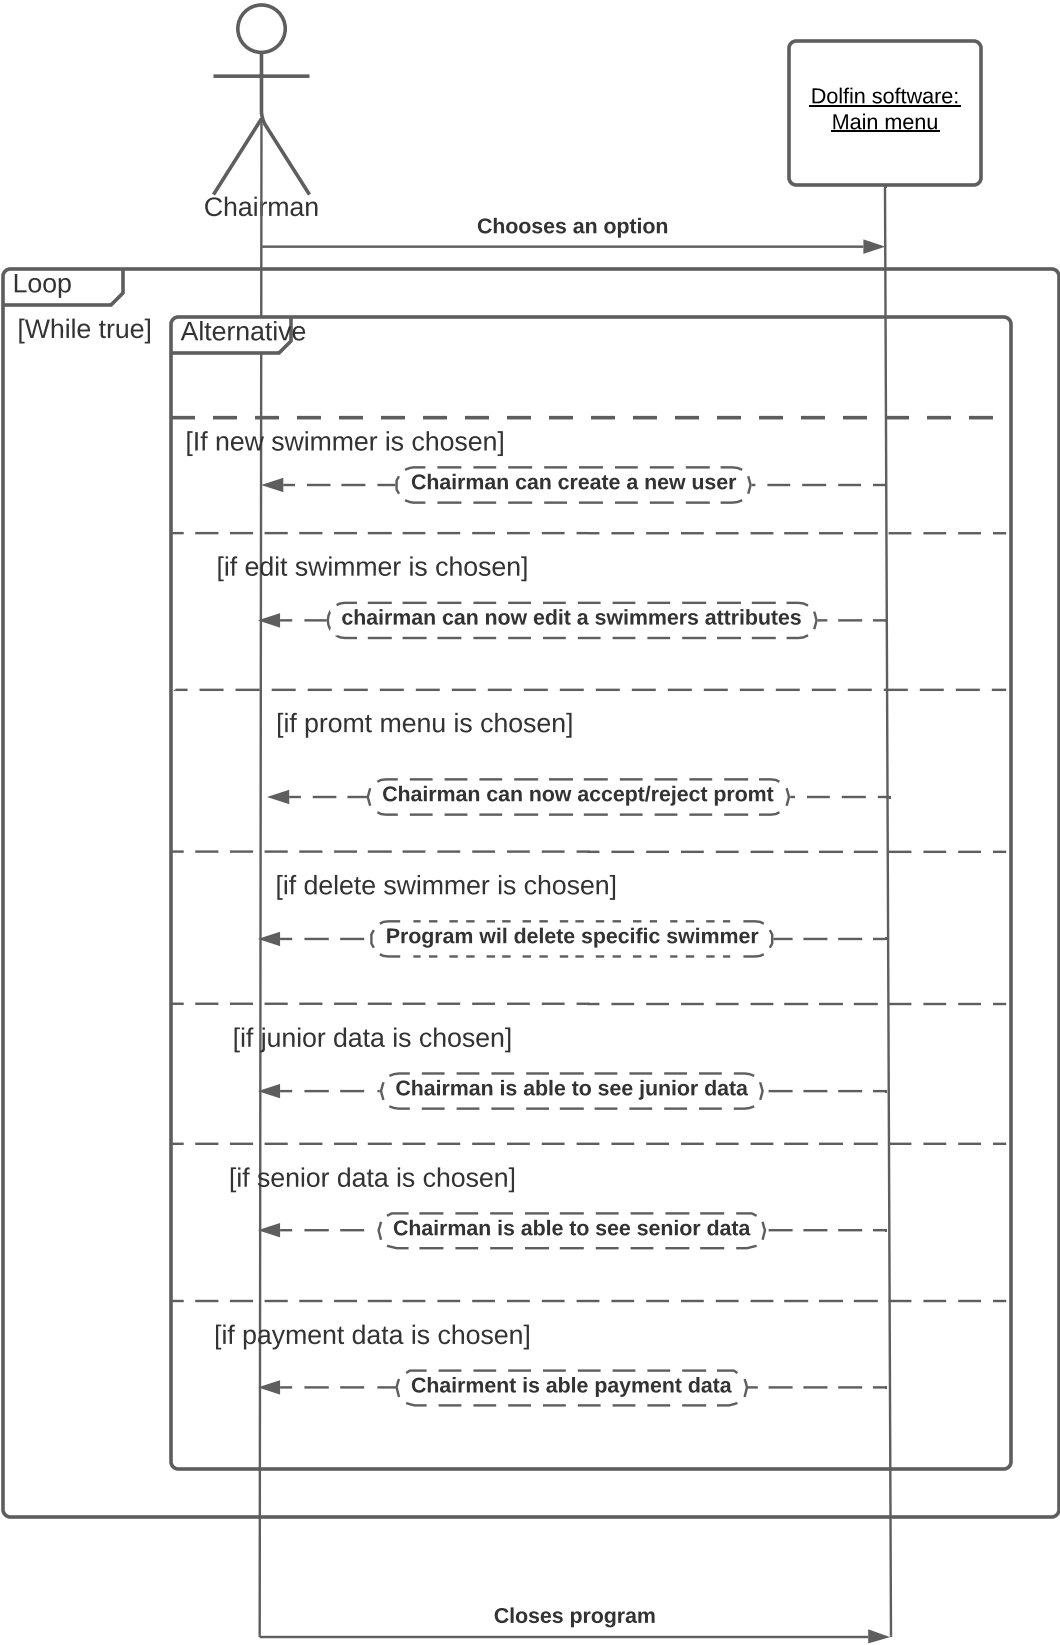 Dolfin software:
Main menu
Chairman
Chooses an option
Loop
[While true]
Alternative
[If new swimmer is chosen]
Chairman can create a new user
[if edit swimmer is chosen]
chairman can now edit a swimmers attributes
[if promt menu is chosen]
Chairman can now accept/reject promt
[if delete swimmer is chosen]
Program wil delete specific swimmer
[if junior data is chosen]
Chairman is able to see junior data
[if senior data is chosen]
Chairman is able to see senior data
[if payment data is chosen]
Chairment is able payment data
Closes program